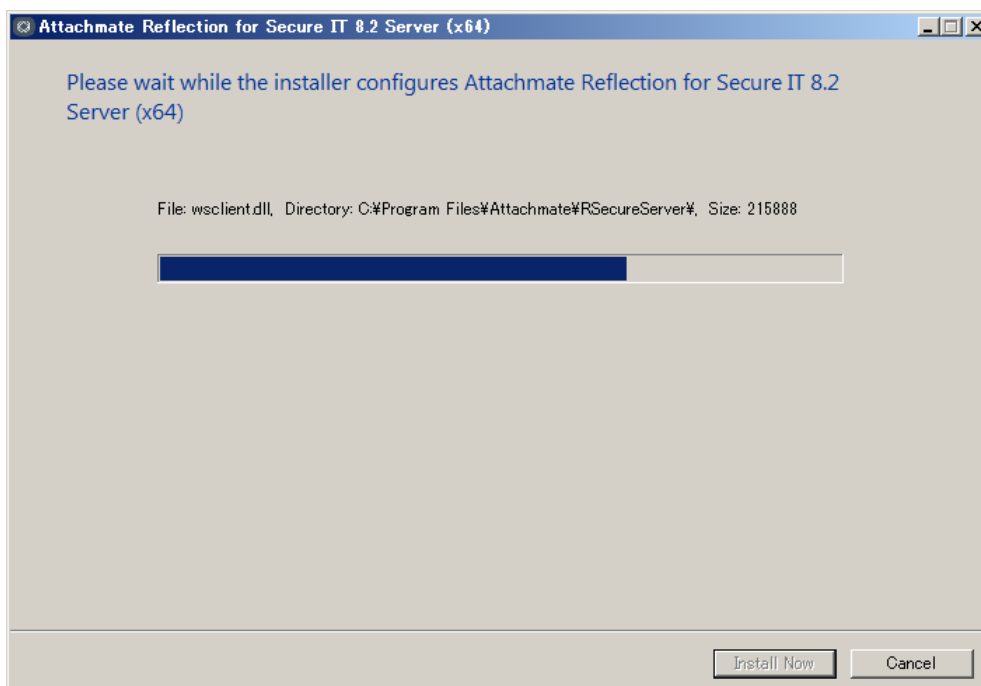 Attachmate Reflection for Secure IT 8.2 Server (x64)
Please wait while the installer configures Attachmate Reflection for Secure IT 8.2
Server (x64)
File: wsclient.dll, Directory: C:¥Program Files¥Attachmate¥RSecureServer¥, Size: 215888
Install Now
Cancel